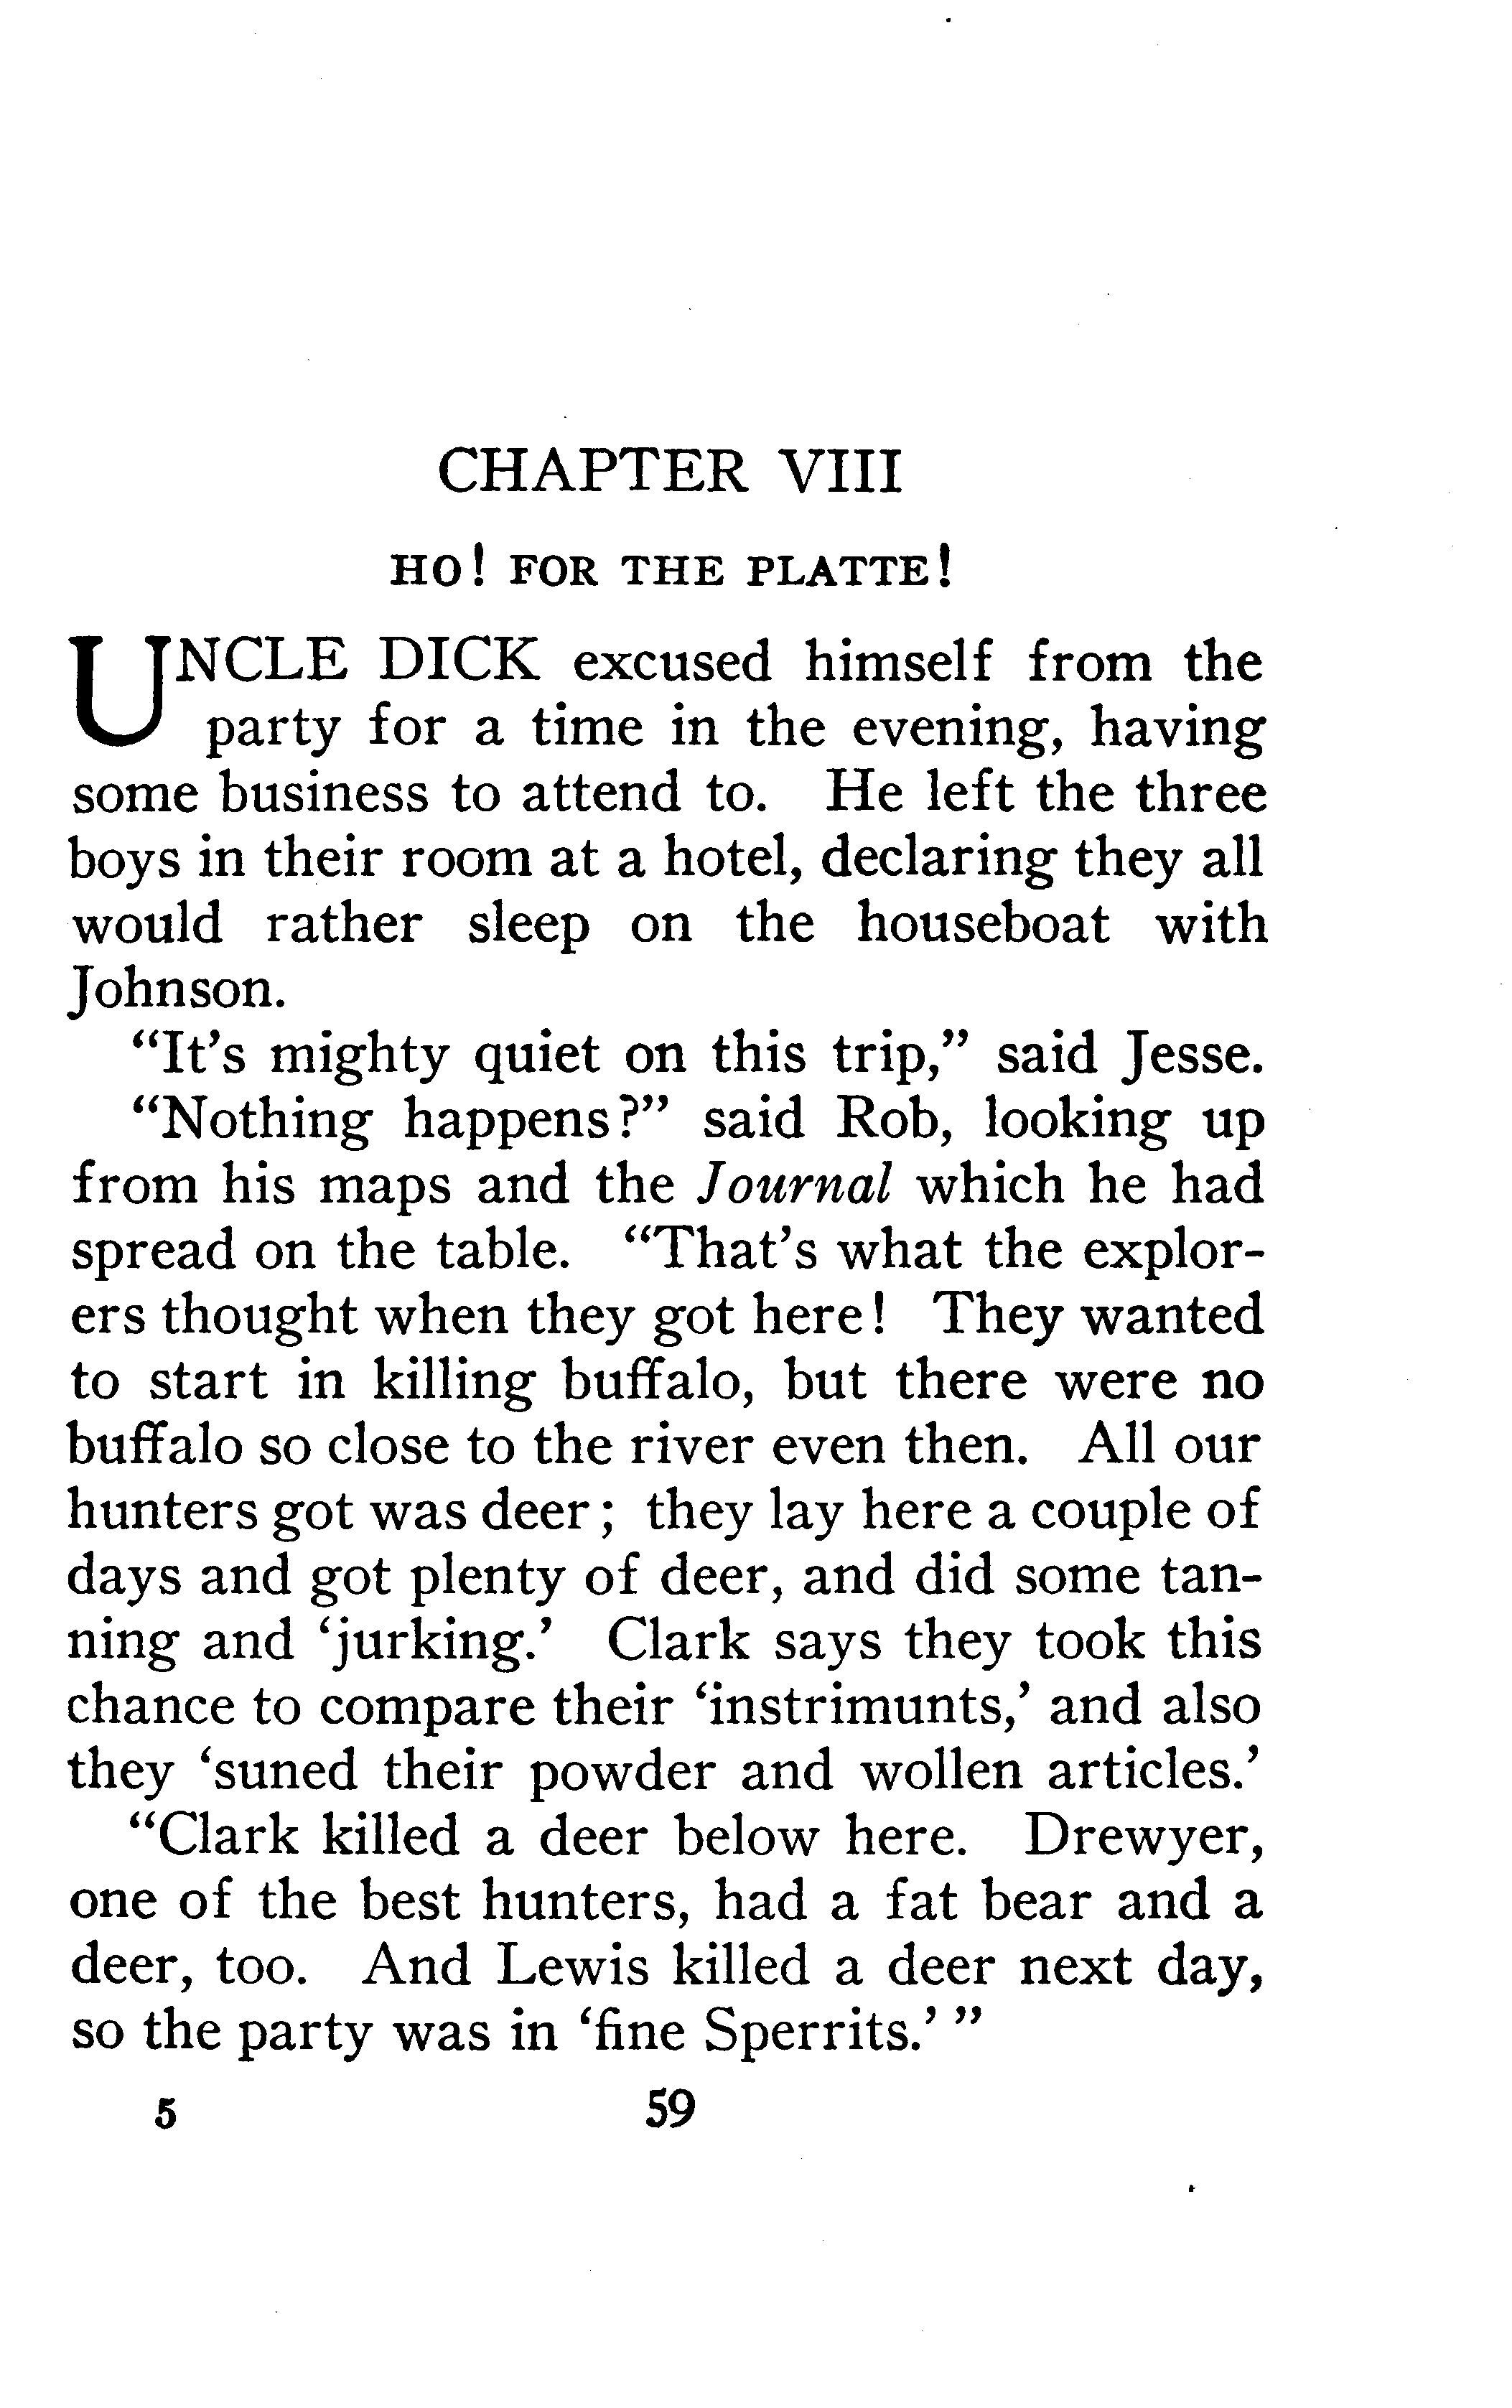 CHAPTER VIII
HO! FOR THE PLATTE!
UNCLE DICK excused himself from the
party for a time in the evening, having
some business to attend to. He left the three
boys in their room at a hotel, declaring they all
would rather sleep on the houseboat with
Johnson.
“It’s mighty quiet on this trip,” said Jesse.
“Nothing happens?” said Rob, looking up
from his maps and the Journal which he had
spread on the table. “That’s what the explor-
ers thought when they got here! They wanted
to start in killing buffalo, but there were no
buffalo so close to the river even then. All our
hunters got was deer; they lay here a couple of
days and got plenty of deer, and did some tan-
ning and ‘jurking.’ Clark says they took this
chance to compare their ‘instrimunts,’ and also
they ‘suned their powder and wollen articles.’
“Clark killed a deer below here. Drewyer,
one of the best hunters, had a fat bear and a
deer, too. And Lewis killed a deer next day,
so the party was in ‘fine Sperrits.’ ”
5 59